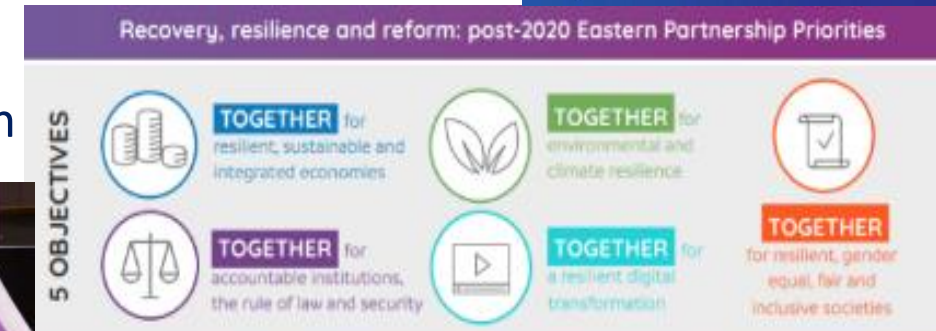 Recovery, resilience and reform: post-2020 Eastern Partnership Priorities
n
5 OBJECTIVES
TOGETHER for
resilient, sustainable and
integrated economies
TOGETHER for
environmental and
climate resilience
TOGETHER for
accountable institutions,
the rule of law and security
TOGETHER for
a resilient digital
transformation
TOGETHER
for resilient, gender
equal, fair and
inclusive societies